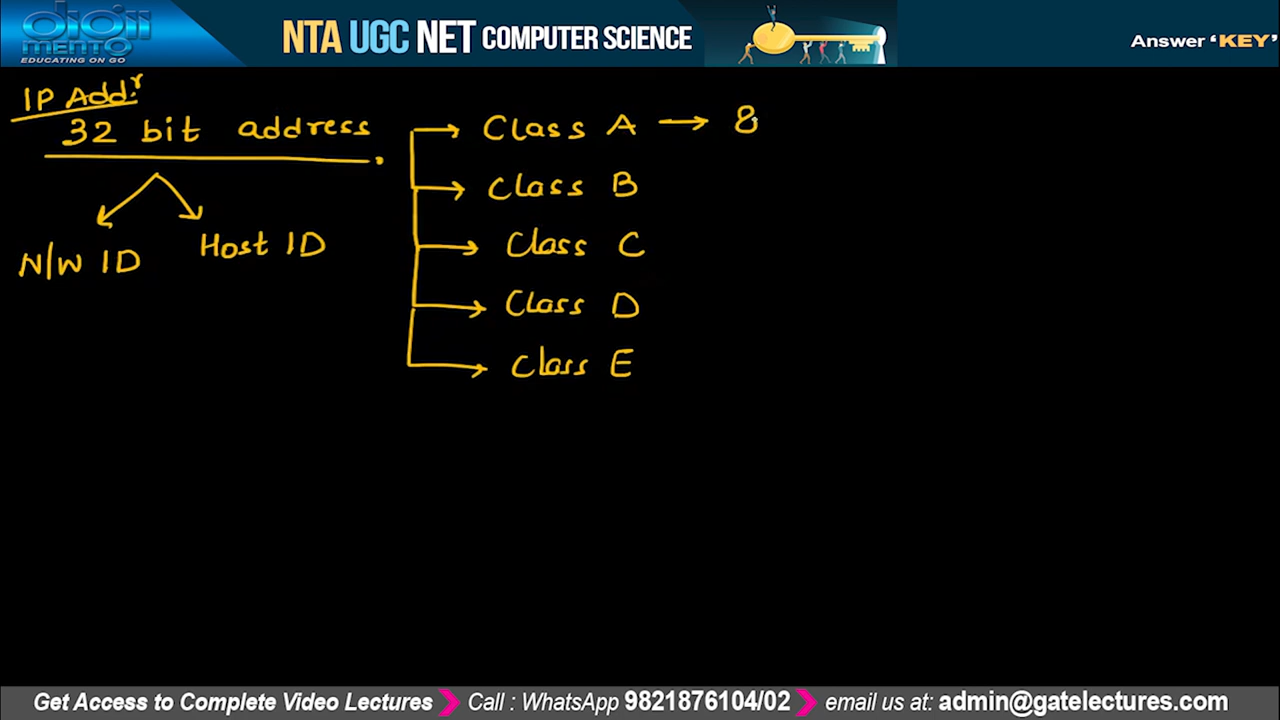 digii
MENTO
EDUCATING ON GO
NTA UGC NET COMPUTER SCIENCE
Answer ‘KEY’
IP Addr
32 bit address
N/W ID
Host ID
Class A → 8
Class B
Class C
Class D
Class E
Get Access to Complete Video Lectures
Call : WhatsApp 9821876104/02
email us at: admin@gatelectures.com